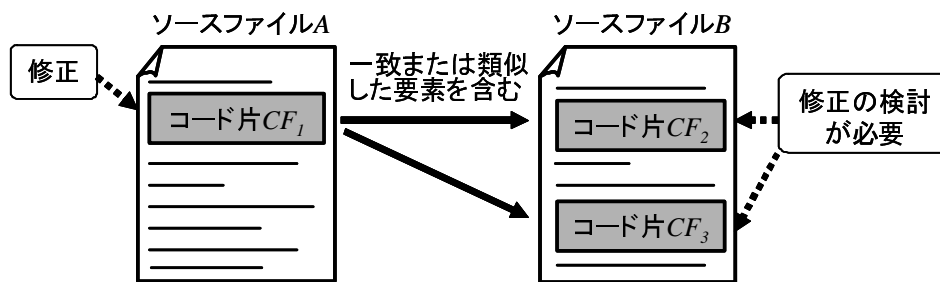 ソースファイルA
ソースファイルB
修正
一致または類似
した要素を含む
コード片CF1
コード片CF2
コード片CF3
修正の検討
が必要